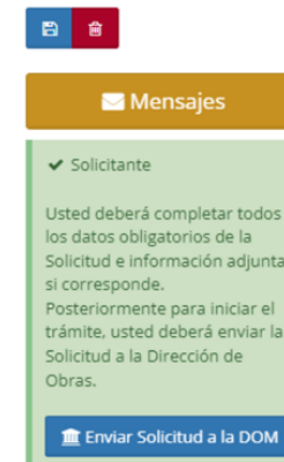 Mensajes
Solicitante
Usted deberá completar todos
los datos obligatorios de la
Solicitud e información adjunta
si corresponde.
Posteriormente para iniciar el
trámite, usted deberá enviar la
Solicitud a la Dirección de
Obras.
Enviar Solicitud a la DOM